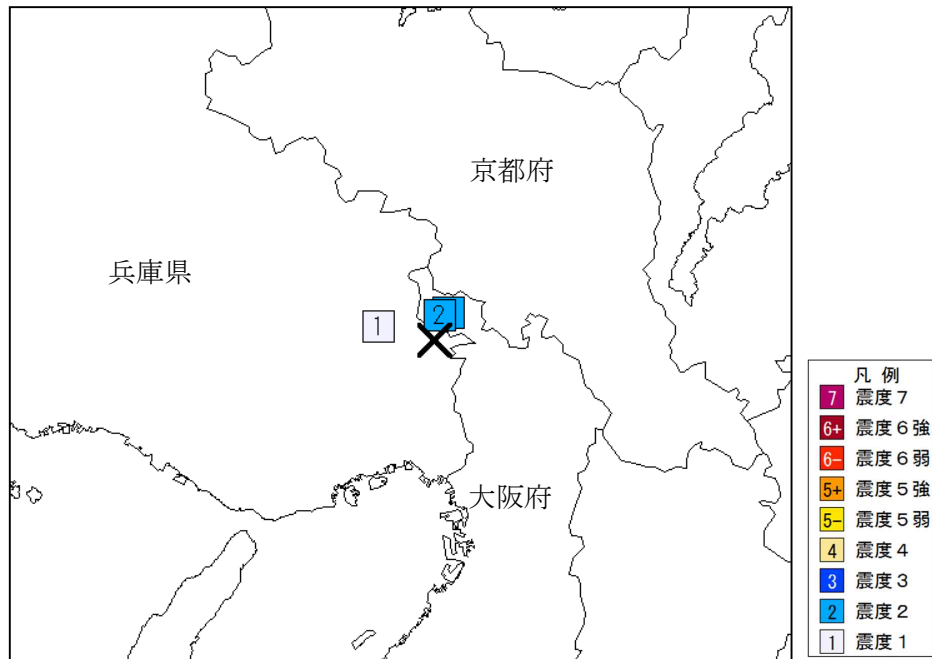 京都府
兵庫県
2
1
大阪府
凡 例
7 震度７
6+ 震度６強
6- 震度６弱
5+ 震度５強
5- 震度５弱
4 震度４
3 震度３
2 震度２
1 震度１